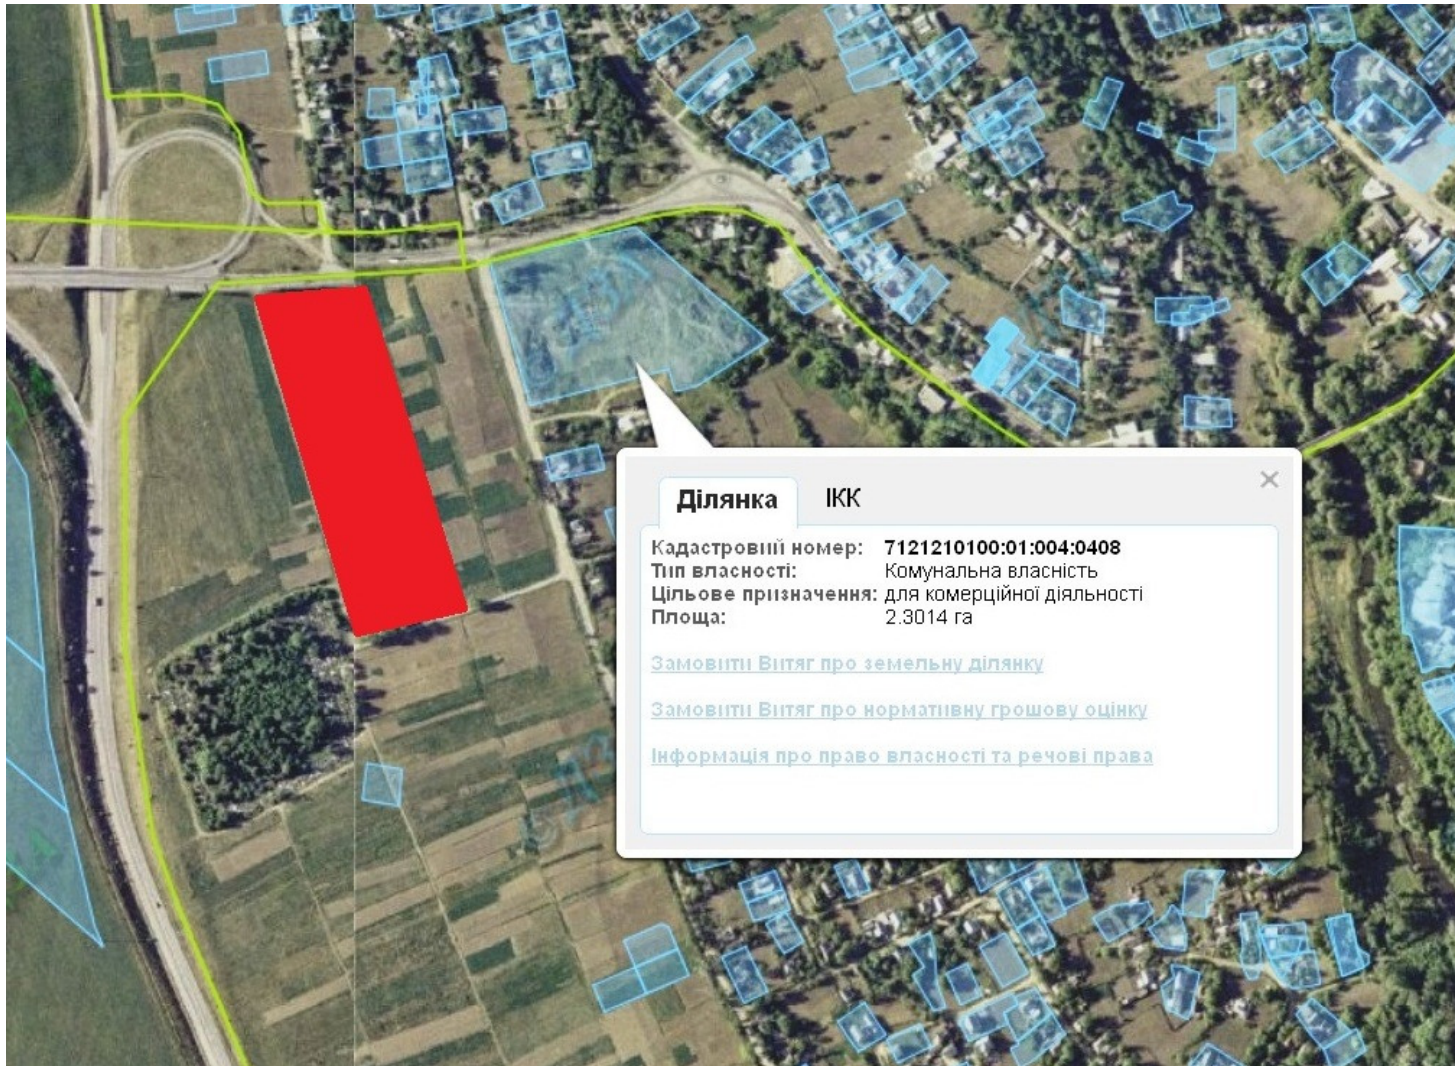 Ділянка ІКК
Кадастровий номер: 7121210100:01:004:0408
Тип власності: Комунальна власність
Цільове призначення: для комерційної діяльності
Площа: 2.3014 га
Замовити Витяг про земельну ділянку
Замовити Витяг про нормативну грошову оцінку
Інформація про право власності та речові права